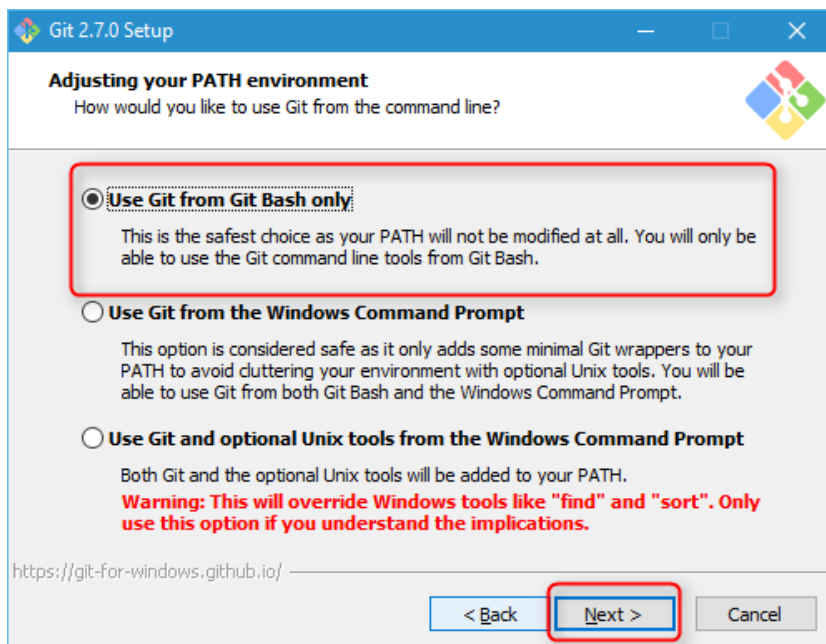 Git 2.7.0 Setup
Adjusting your PATH environment
How would you like to use Git from the command line?
Use Git from Git Bash only
This is the safest choice as your PATH will not be modified at all. You will only be
able to use the Git command line tools from Git Bash.
Use Git from the Windows Command Prompt
This option is considered safe as it only adds some minimal Git wrappers to your
PATH to avoid cluttering your environment with optional Unix tools. You will be
able to use Git from both Git Bash and the Windows Command Prompt.
Use Git and optional Unix tools from the Windows Command Prompt
Both Git and the optional Unix tools will be added to your PATH.
Warning: This will override Windows tools like "find" and "sort". Only
use this option if you understand the implications.
https://git-for-windows.github.io/
< Back Next > Cancel